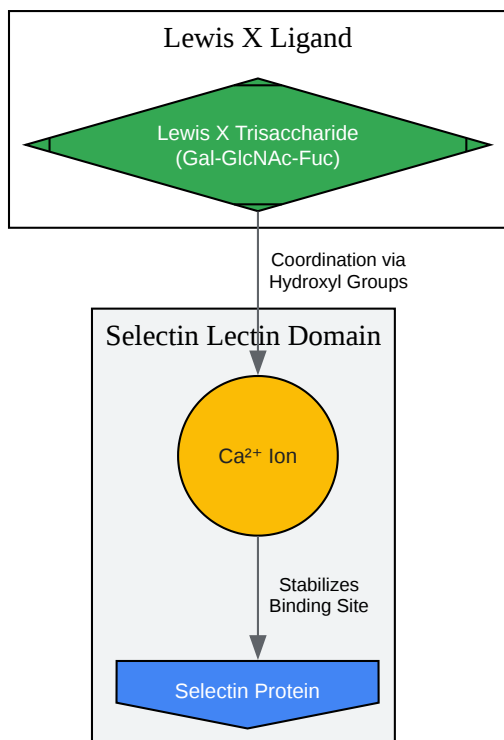 Lewis X Ligand
Lewis X Trisaccharide
(Gal-GlcNAc-Fuc)
Coordination via
Hydroxyl Groups
Selectin Lectin Domain
Ca²⁺ Ion
Stabilizes
Binding Site
Selectin Protein